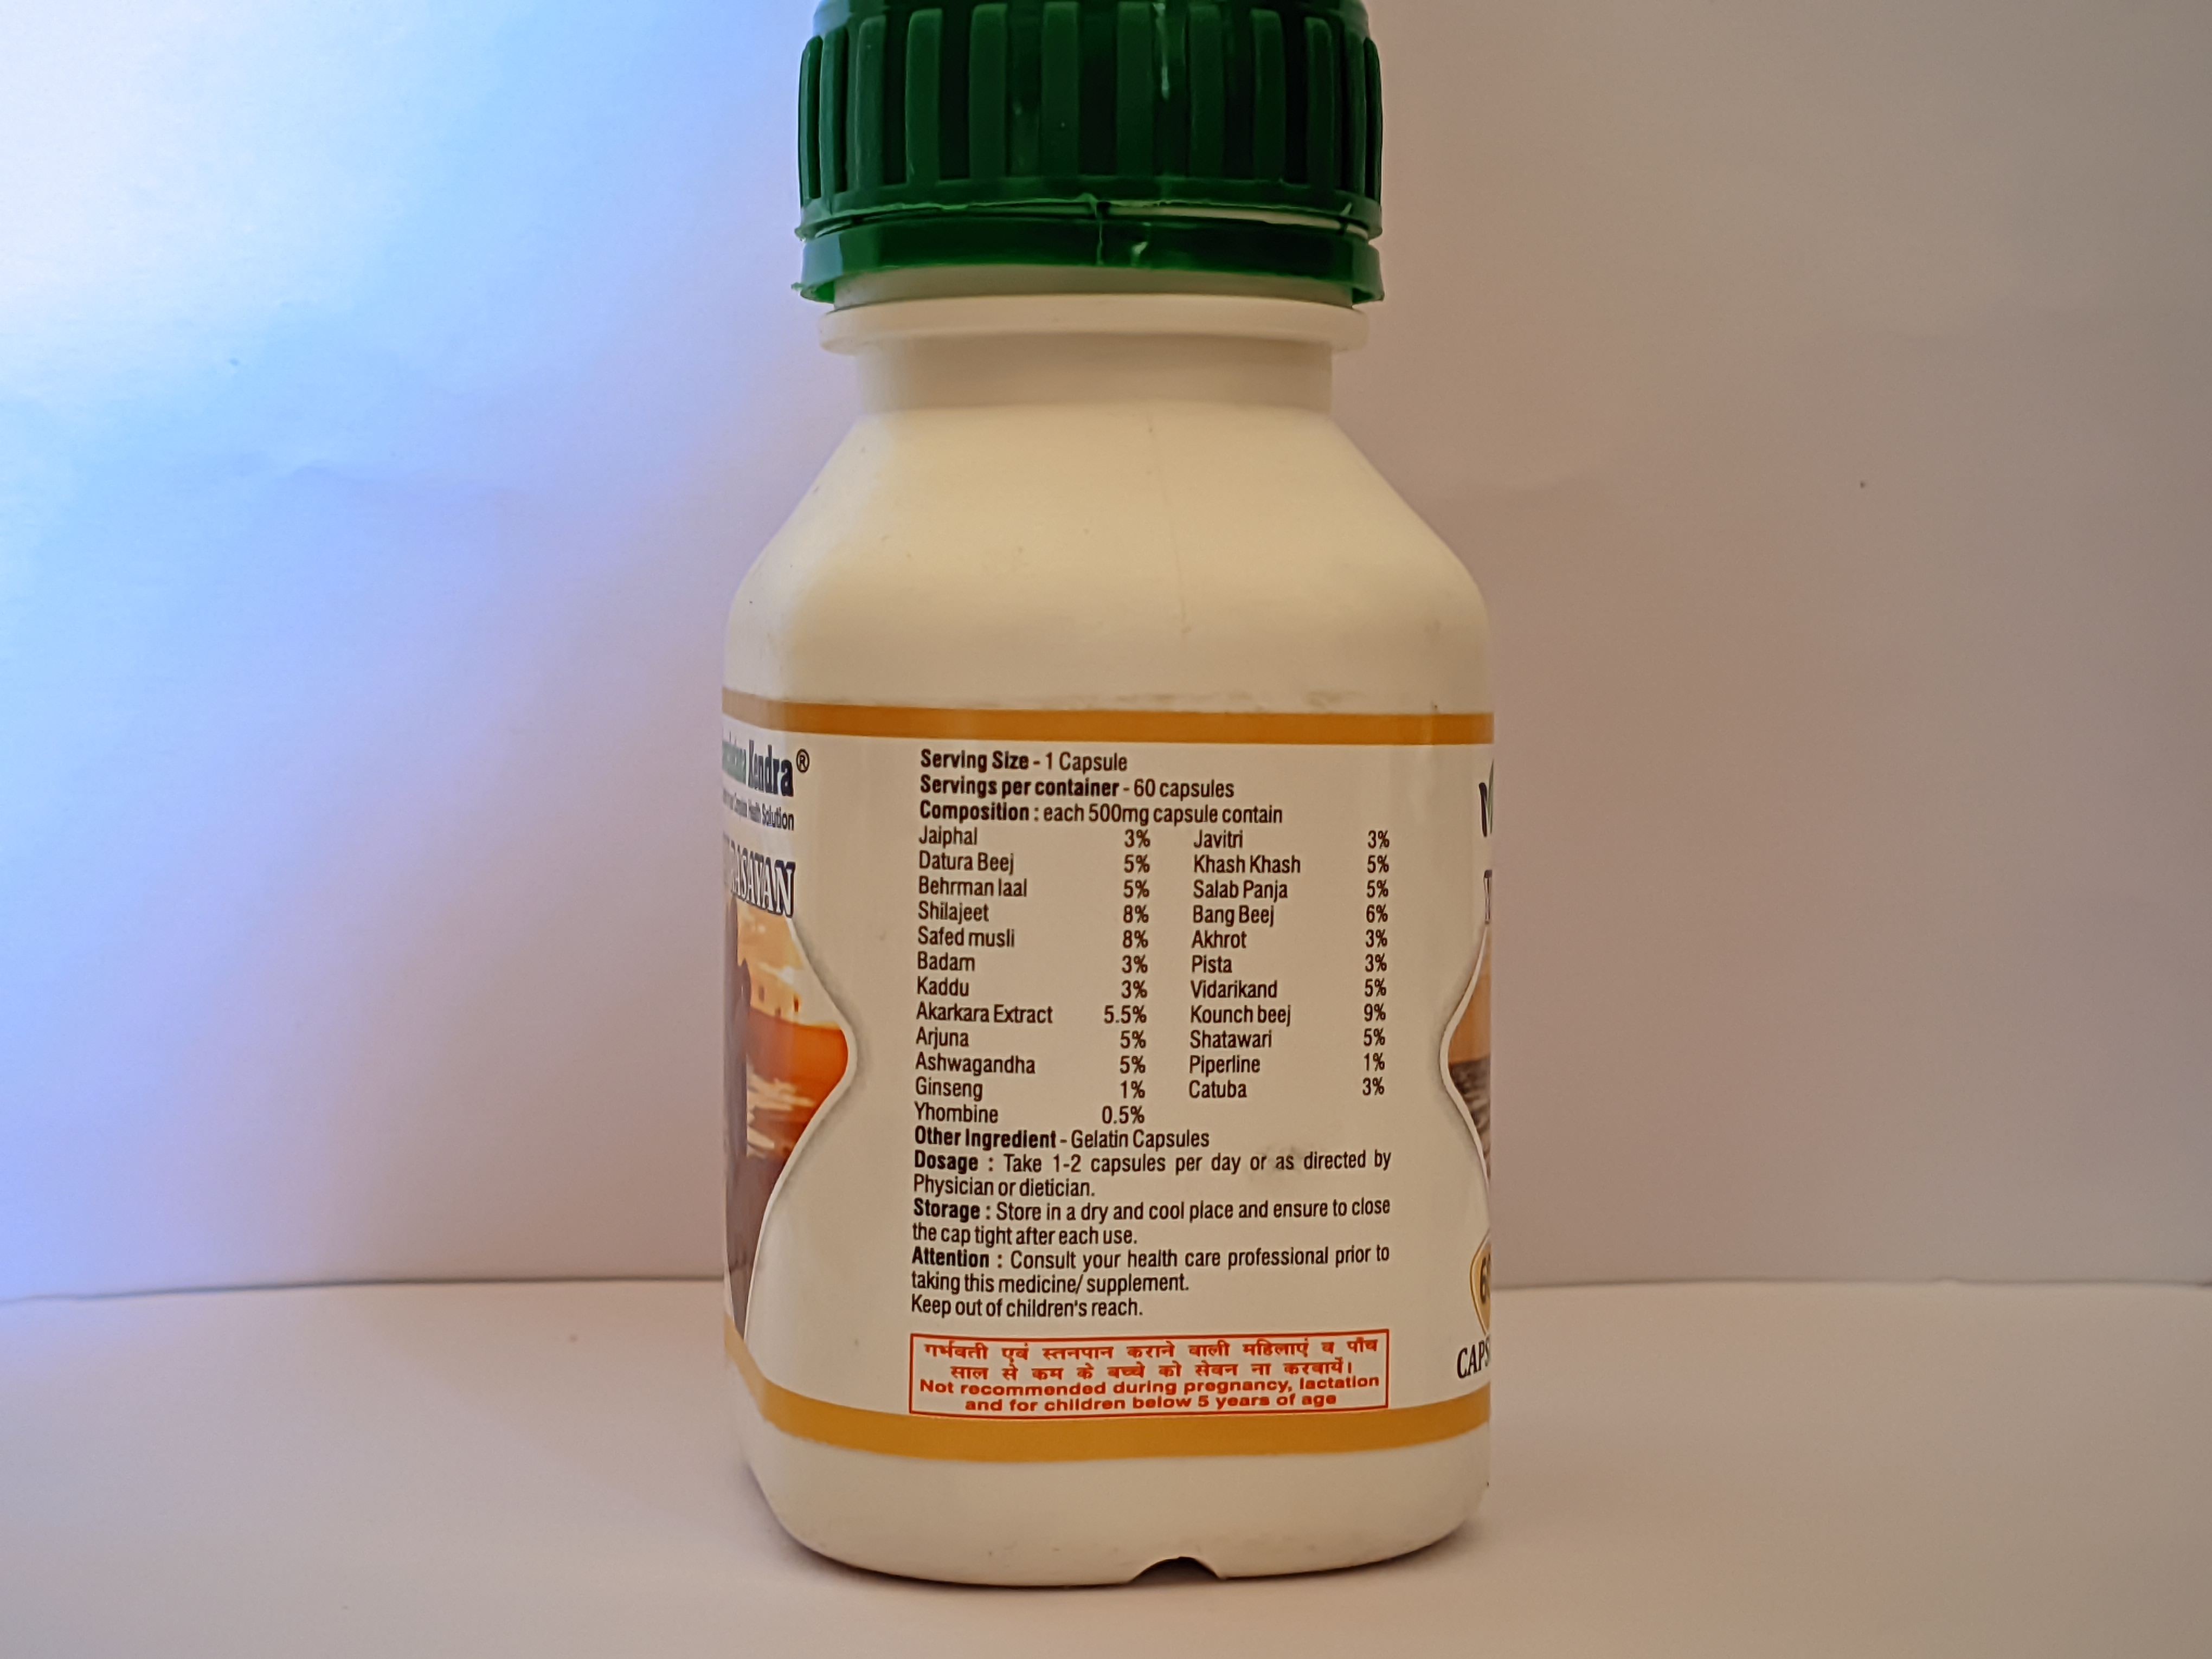 Kendra®
Health Solution
RASAYAN
Serving Size - 1 Capsule
Servings per container - 60 capsules
Composition : each 500mg capsule contain
Jaiphal 3% Javitri 3%
Datura Beej 5% Khash Khash 5%
Behrman laal 5% Salab Panja 5%
Shilajeet 8% Bang Beej 6%
Safed musli 8% Akhrot 3%
Badam 3% Pista 3%
Kaddu 3% Vidarikand 5%
Akarkara Extract 5.5% Kounch beej 9%
Arjuna 5% Shatawari 5%
Ashwagandha 5% Piperline 1%
Ginseng 1% Catuba 3%
Yhombine 0.5%
Other Ingredient - Gelatin Capsules
Dosage : Take 1-2 capsules per day or as directed by
Physician or dietician.
Storage : Store in a dry and cool place and ensure to close
the cap tight after each use.
Attention : Consult your health care professional prior to
taking this medicine/ supplement.
Keep out of children's reach.
गर्भवती एवं स्तनपान कराने वाली महिलाएं व पाँच
साल से कम के बच्चे को सेवन ना करवायें।
Not recommended during pregnancy, lactation
and for children below 5 years of age
CAPS